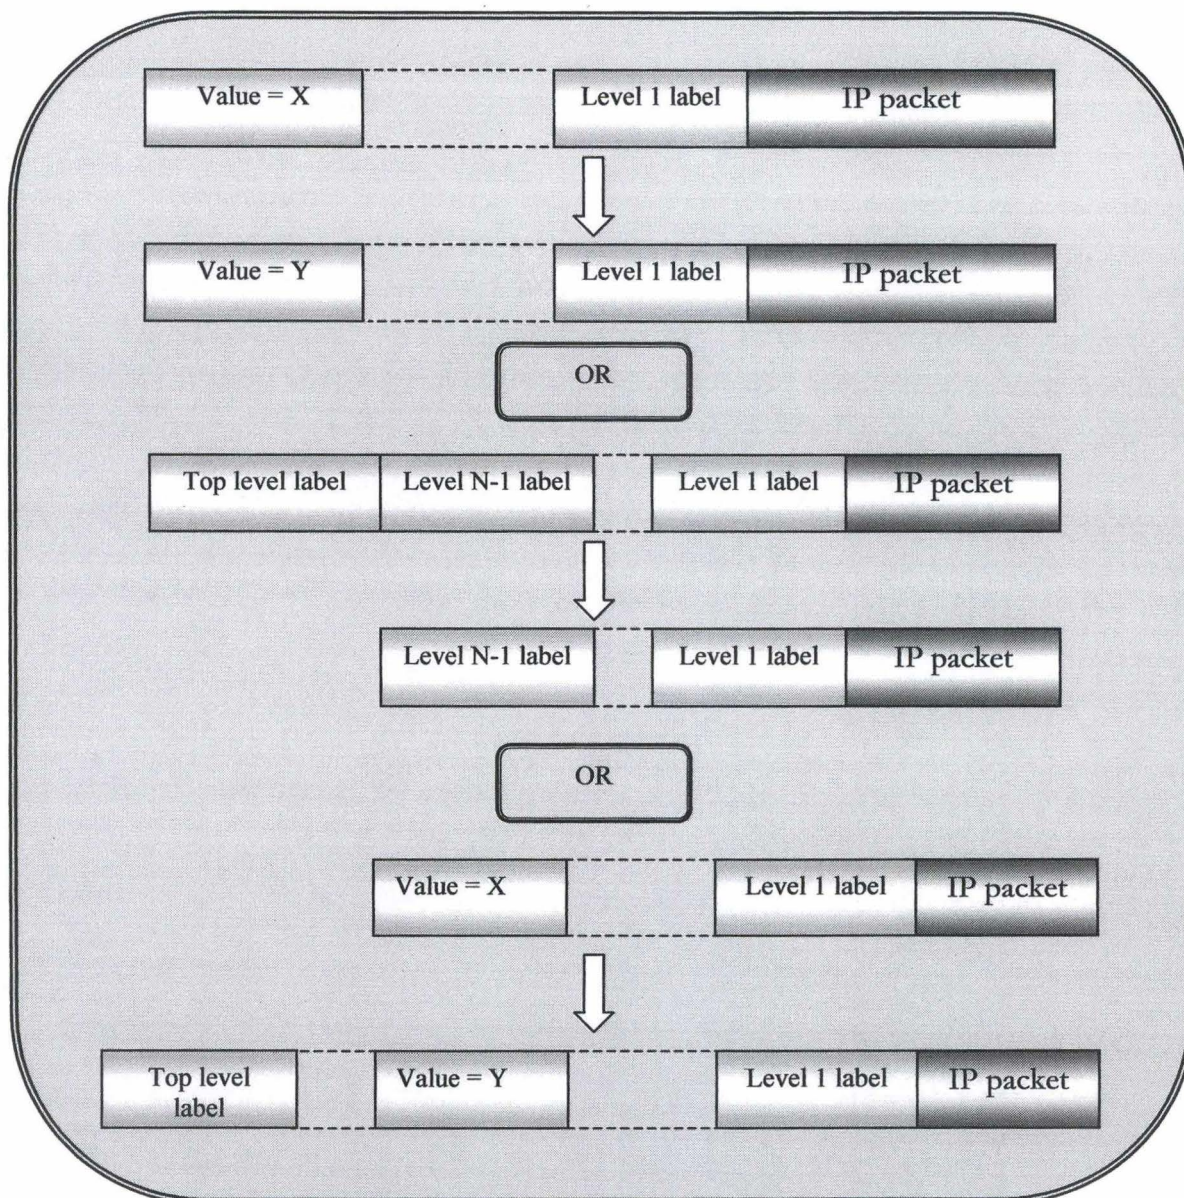 Value = X Level 1 label IP packet
Value = Y Level 1 label IP packet
OR
Top level label Level N-1 label Level 1 label IP packet
Level N-1 label Level 1 label IP packet
OR
Value = X Level 1 label IP packet
Top level Value = Y Level 1 label IP packet
label